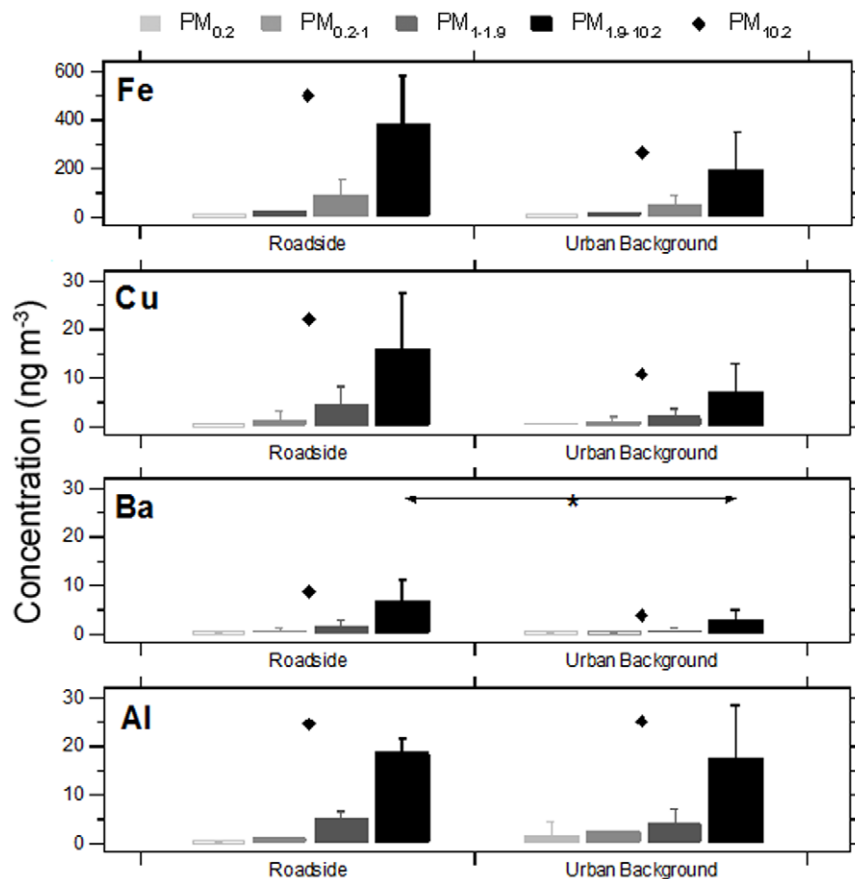 PM0.2 PM0.2-1 PM1-1.9 PM1.9-10.2 PM10.2
Concentration (ng m-3)
Fe
600
400
200
0
Roadside Urban Background
Cu
30
20
10
0
Roadside Urban Background
Ba
*
30
20
10
0
Roadside Urban Background
Al
30
20
10
0
Roadside Urban Background